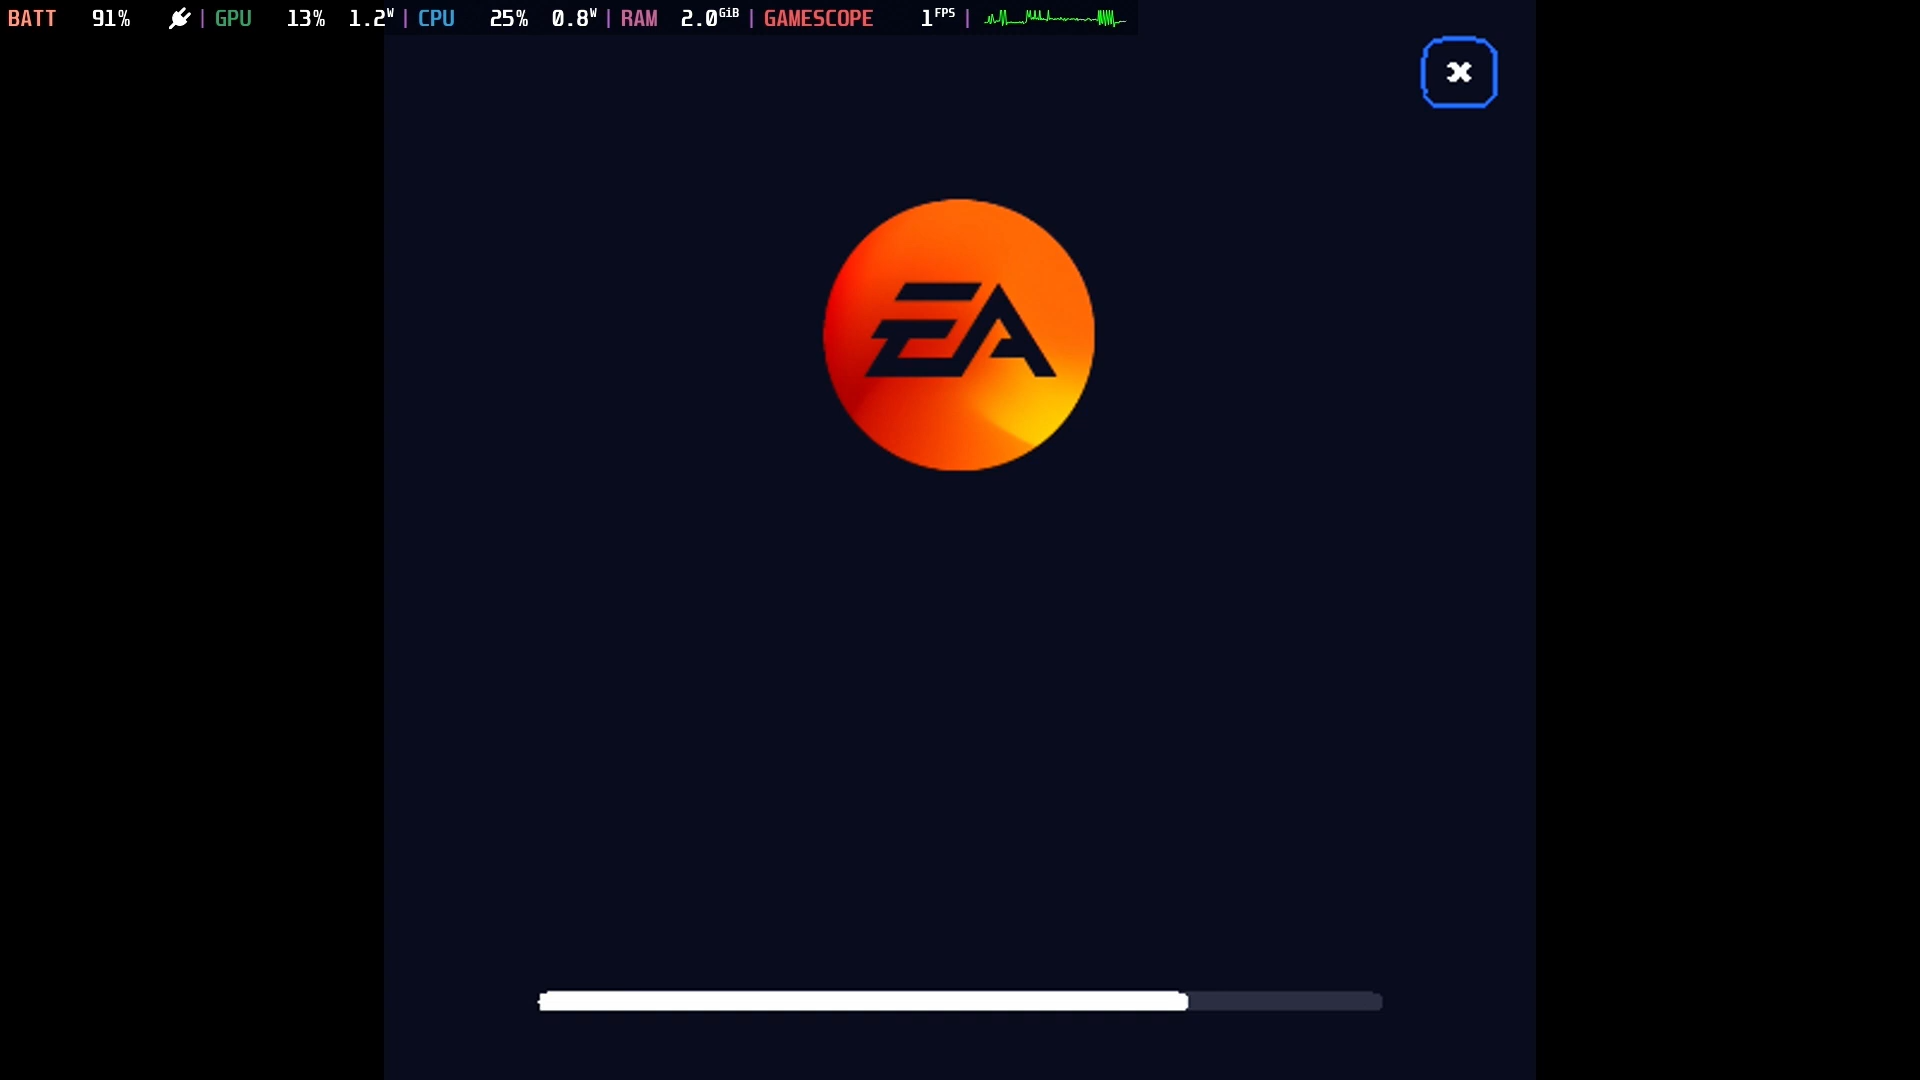 BATT 91% | GPU 13% 1.2W | CPU 25% 0.8W | RAM 2.0GiB | GAMESCOPE 1FPS |
EA